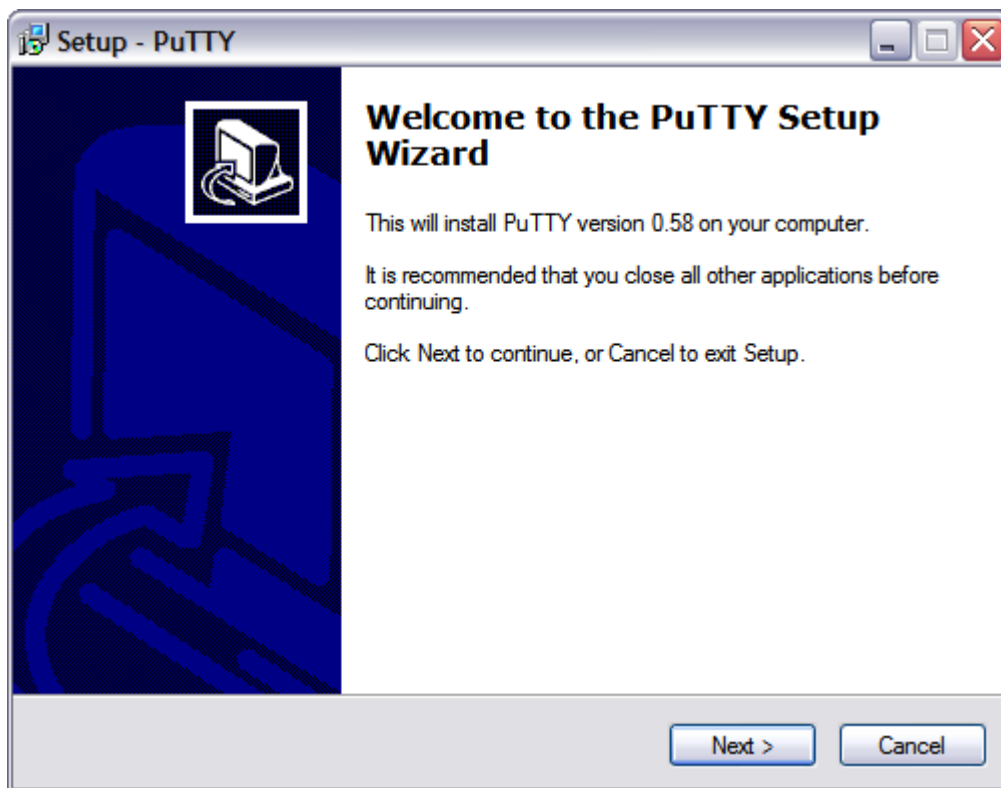 Setup - PuTTY
Welcome to the PuTTY Setup
Wizard
This will install PuTTY version 0.58 on your computer.
It is recommended that you close all other applications before
continuing.
Click Next to continue, or Cancel to exit Setup.
Next >
Cancel